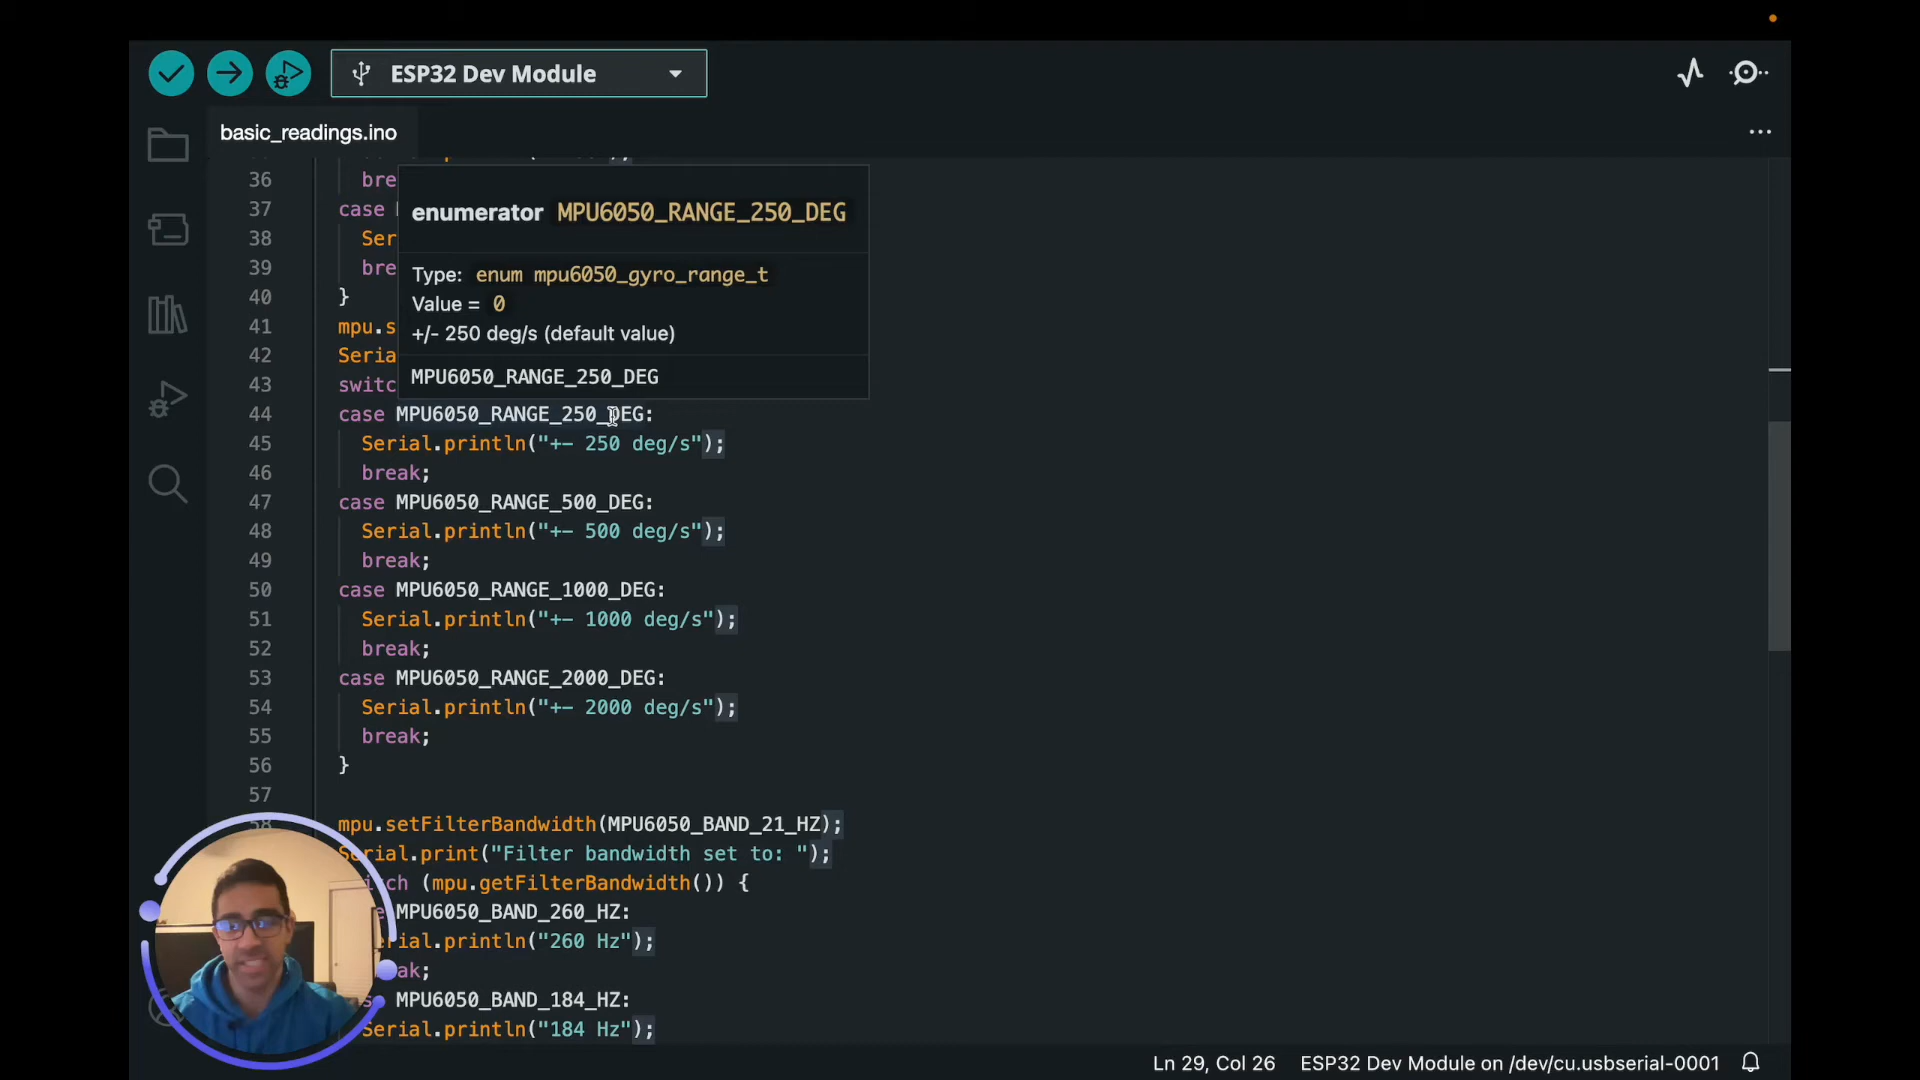 ESP32 Dev Module
basic_readings.ino
36 bre
37 case
38 Ser
39 bre
40 }
41 mpu.s
42 Seria
43 switc
enumerator MPU6050_RANGE_250_DEG
Type: enum mpu6050_gyro_range_t
Value = 0
+/- 250 deg/s (default value)
MPU6050_RANGE_250_DEG
44 case MPU6050_RANGE_250_DEG:
45 Serial.println("+- 250 deg/s");
46 break;
47 case MPU6050_RANGE_500_DEG:
48 Serial.println("+- 500 deg/s");
49 break;
50 case MPU6050_RANGE_1000_DEG:
51 Serial.println("+- 1000 deg/s");
52 break;
53 case MPU6050_RANGE_2000_DEG:
54 Serial.println("+- 2000 deg/s");
55 break;
56 }
57
58 mpu.setFilterBandwidth(MPU6050_BAND_21_HZ);
Serial.print("Filter bandwidth set to: ");
itch (mpu.getFilterBandwidth()) {
e MPU6050_BAND_260_HZ:
erial.println("260 Hz");
ak;
se MPU6050_BAND_184_HZ:
Serial.println("184 Hz");
Ln 29, Col 26 ESP32 Dev Module on /dev/cu.usbserial-0001